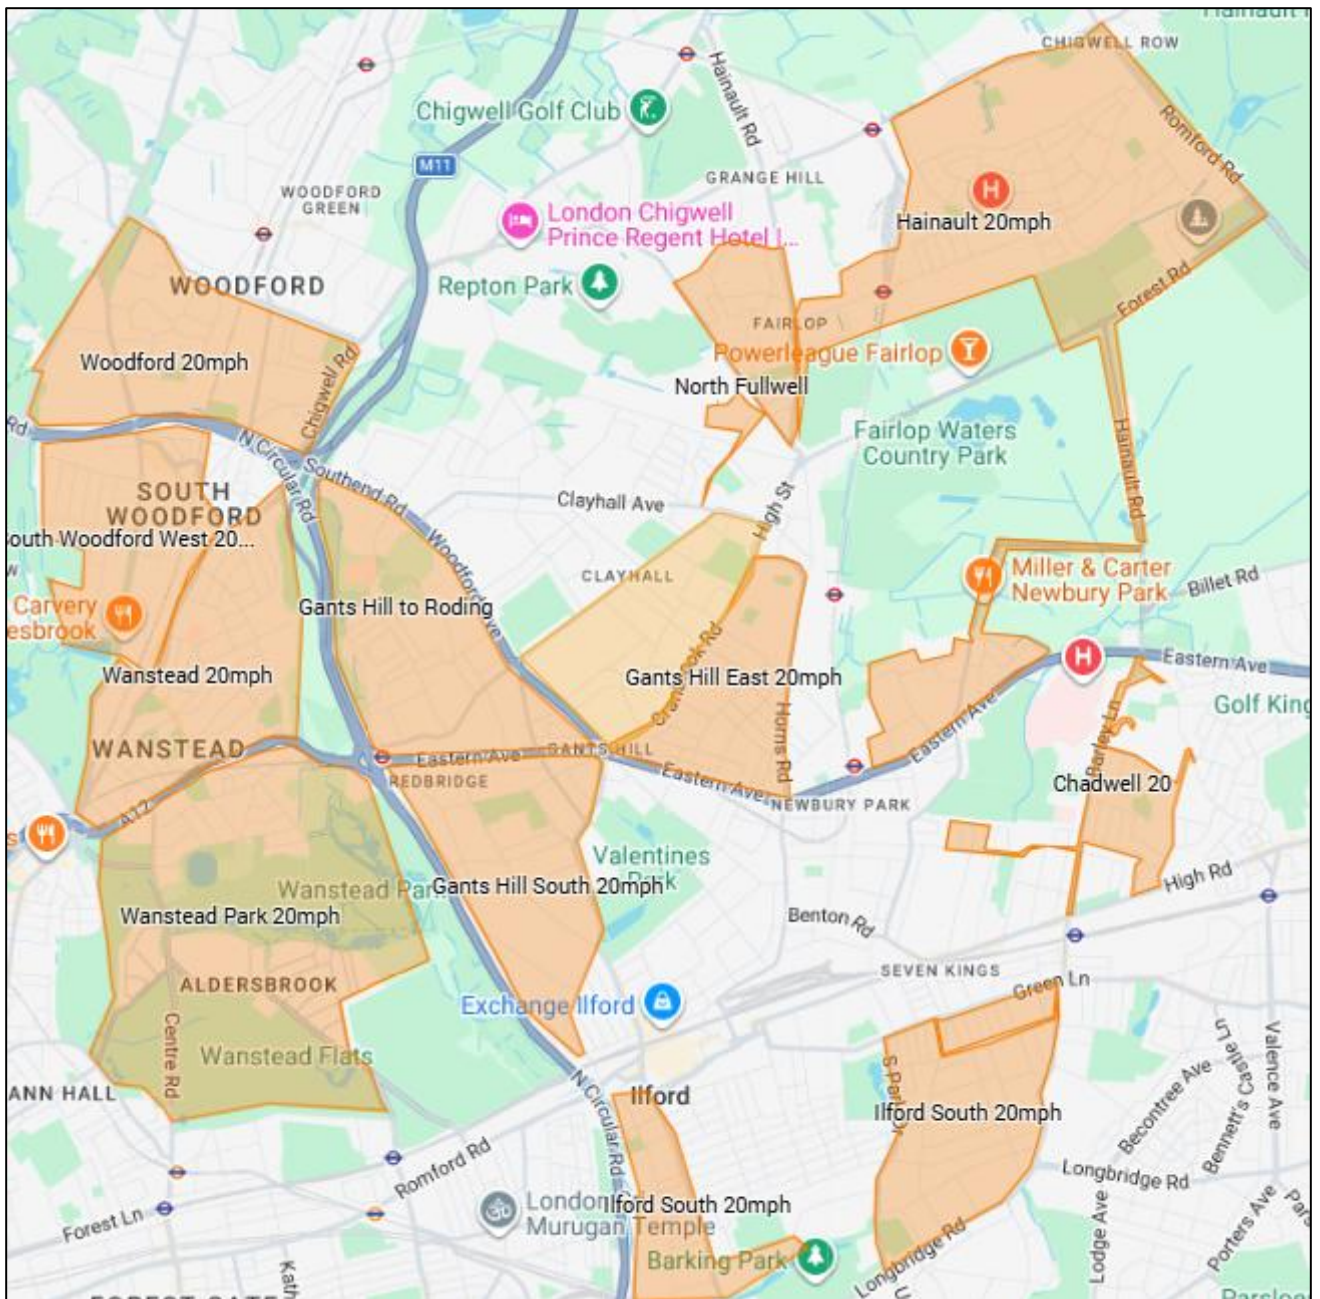 CHIGWELL ROW
Hainault Rd
Chigwell Golf Club
M11
Romford Rd
GRANGE HILL
WOODFORD
GREEN
London Chigwell
Prince Regent Hotel |...
Hainault 20mph
WOODFORD
Repton Park
Forest Rd
FAIRLOP
Powerleague Fairlop
Woodford 20mph
Chigwell Rd
North Fullwell
Rd
N Circular Rd
Fairlop Waters
Country Park
Hainault Rd
Southend Rd
SOUTH
WOODFORD
Clayhall Ave
High St
outh Woodford West 20...
Woodford Ave
CLAYHALL
Miller & Carter
Newbury Park
Billet Rd
Carvery
esbrook
Gants Hill to Roding
Wanstead 20mph
Gants Hill East 20mph
Eastern Ave
Golf King
Barley Ln
Horns Rd
WANSTEAD
Eastern Ave
GANTS HILL
Eastern Ave
REDBRIDGE
Eastern Ave
NEWBURY PARK
Chadwell 20
A12
Valentines
Park
High Rd
Gants Hill South 20mph
Wanstead Par
Wanstead Park 20mph
Benton Rd
SEVEN KINGS
ALDERSBROOK
Green Ln
Exchange Ilford
Centre Rd
Wanstead Flats
ANN HALL
Ilford
N Circular Rd
S Park Dr
Ilford South 20mph
Becontree Ave
Bennett's Castle Ln
Valence Ave
Romford Rd
Longbridge Rd
Forest Ln
London
Murugan Temple
Ilford South 20mph
Barking Park
Longbridge Rd
Lodge Ave
Porters Ave
Pars
Kath